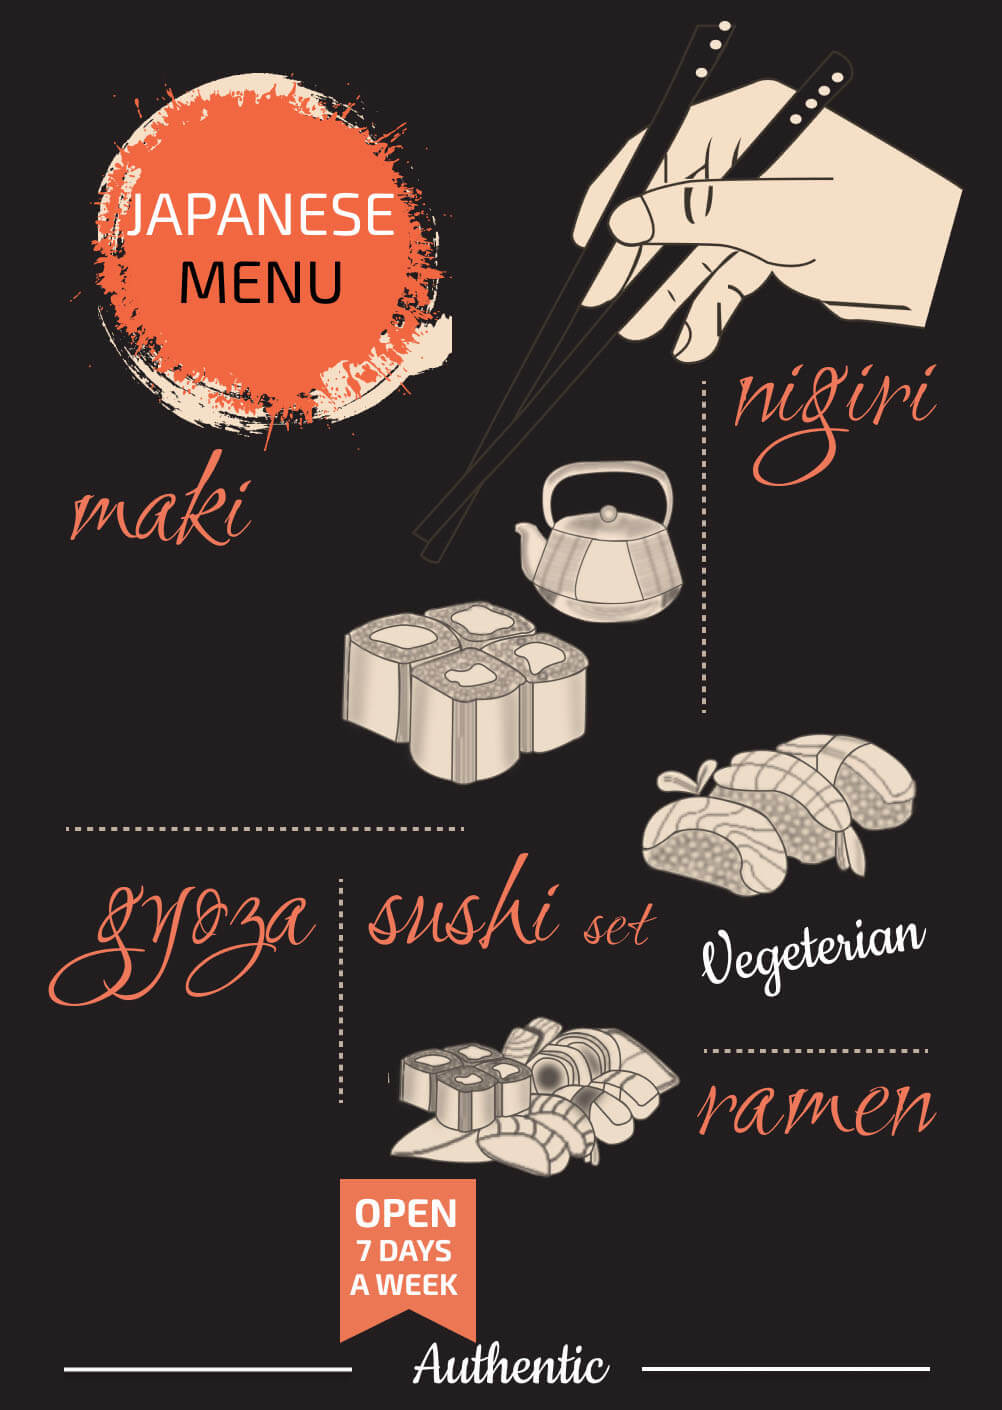 JAPANESE
MENU
nigiri
maki
gyoza
sushi set
Vegeterian
ramen
OPEN
7 DAYS
A WEEK
Authentic